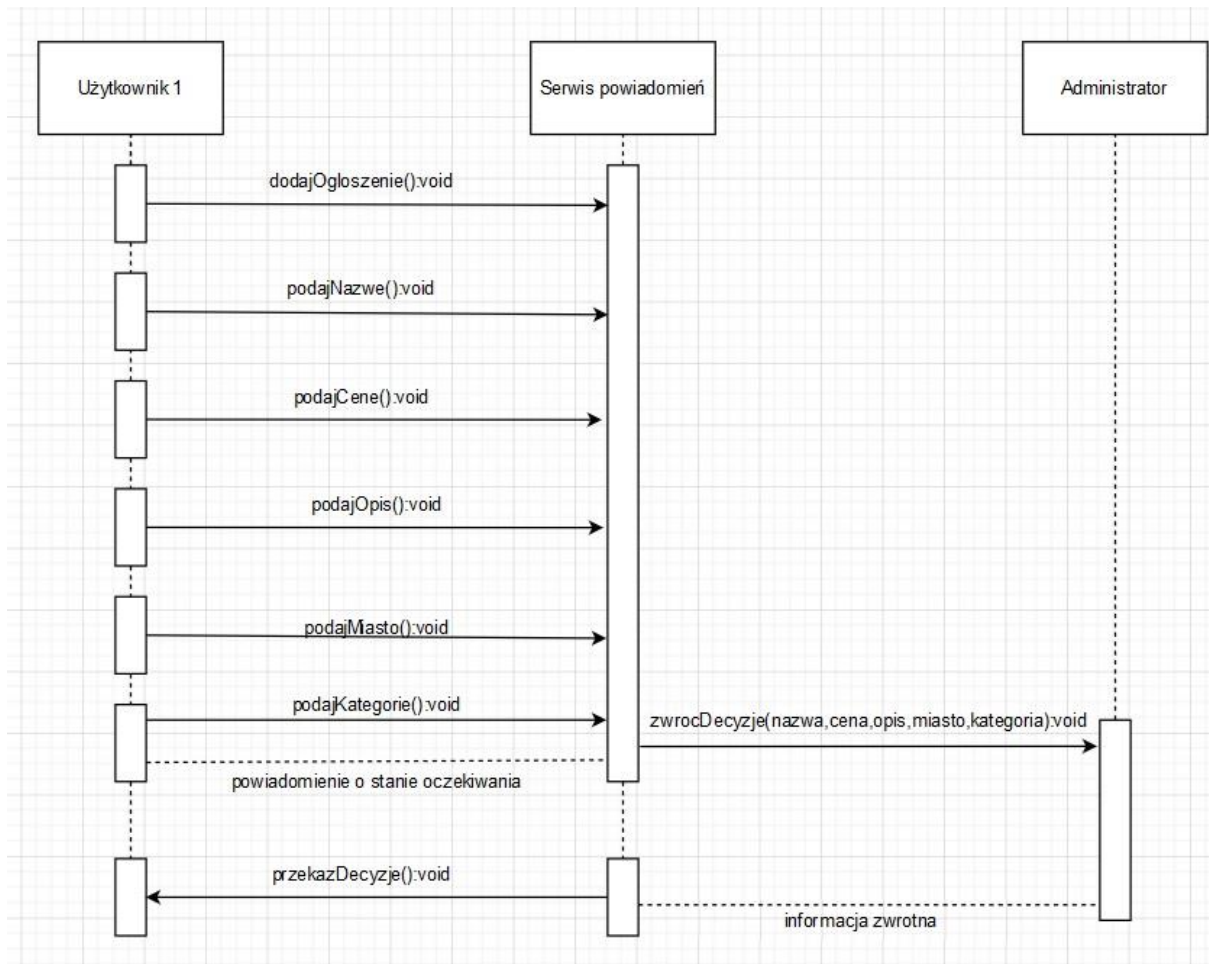 Użytkownik 1
Serwis powiadomień
Administrator
dodajOgloszenie():void
podajNazwe():void
podajCene():void
podajOpis():void
podajMiasto():void
podajKategorie():void
zwrocDecyzje(nazwa,cena,opis,miasto,kategoria):void
powiadomienie o stanie oczekiwania
przekazDecyzje():void
informacja zwrotna